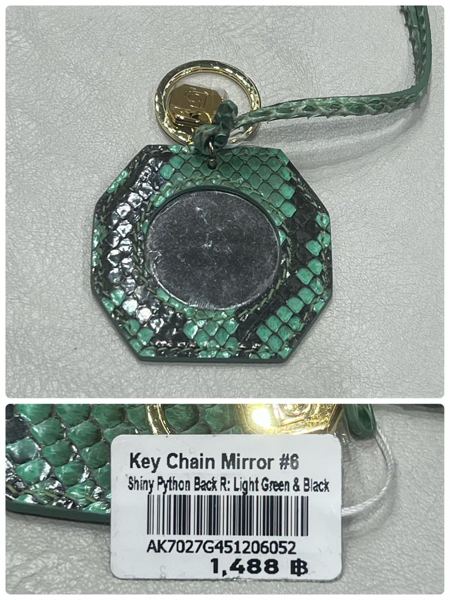 Key Chain Mirror #6
Shiny Python Back R: Light Green & Black
AK7027G451206052
1,488 ฿